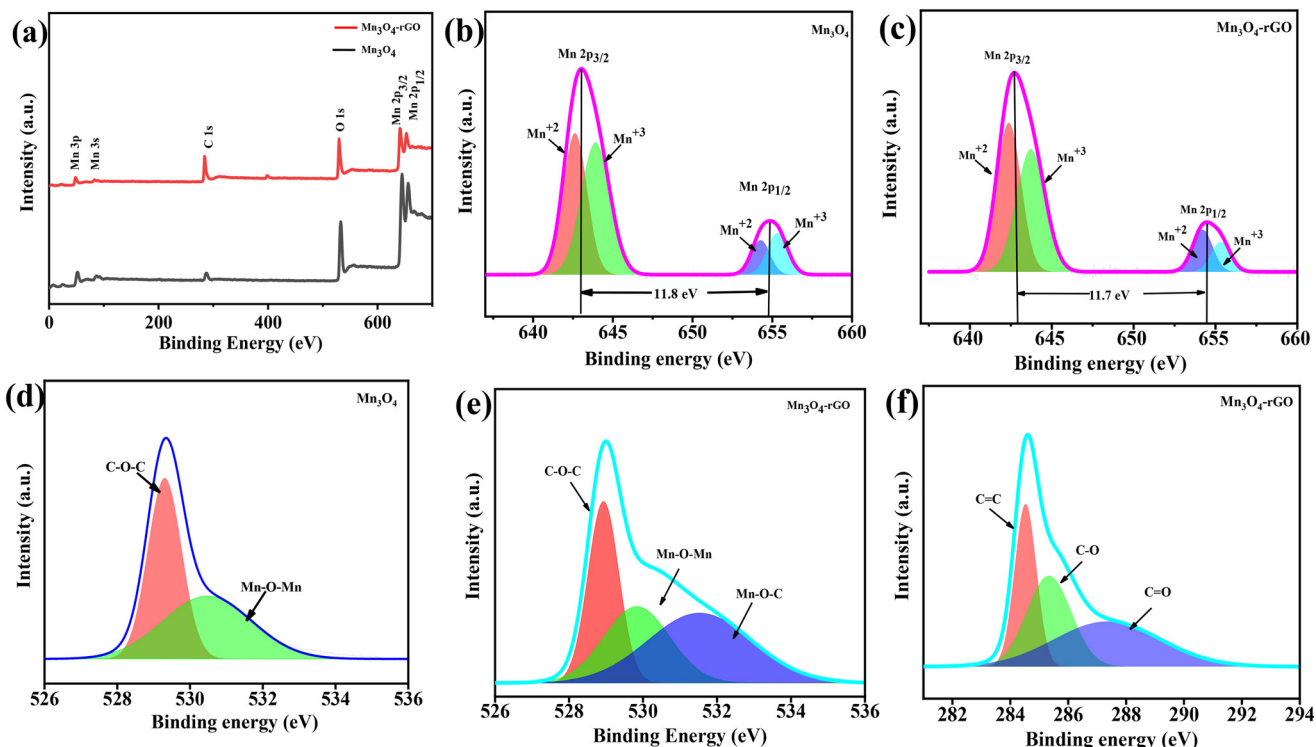 (a)
Mn₃O₄-rGO
Mn₃O₄
Mn 3p
Mn 3s
C 1s
O 1s
Mn 2p3/2
Mn 2p1/2
Intensity (a.u.)
0 200 400 600
Binding Energy (eV)
(b)
Mn₃O₄
Mn 2p3/2
Mn+2
Mn+3
Mn 2p1/2
Mn+2
Mn+3
11.8 eV
Intensity (a.u.)
640 645 650 655 660
Binding energy (eV)
(c)
Mn₃O₄-rGO
Mn 2p3/2
Mn+2
Mn+3
Mn 2p1/2
Mn+2
Mn+3
11.7 eV
Intensity (a.u.)
640 645 650 655 660
Binding energy (eV)
(d)
Mn₃O₄
C-O-C
Mn-O-Mn
Intensity (a.u.)
526 528 530 532 534 536
Binding energy (eV)
(e)
Mn₃O₄-rGO
C-O-C
Mn-O-Mn
Mn-O-C
Intensity (a.u.)
526 528 530 532 534 536
Binding Energy (eV)
(f)
Mn₃O₄-rGO
C=C
C-O
C=O
Intensity (a.u.)
282 284 286 288 290 292 294
Binding energy (eV)